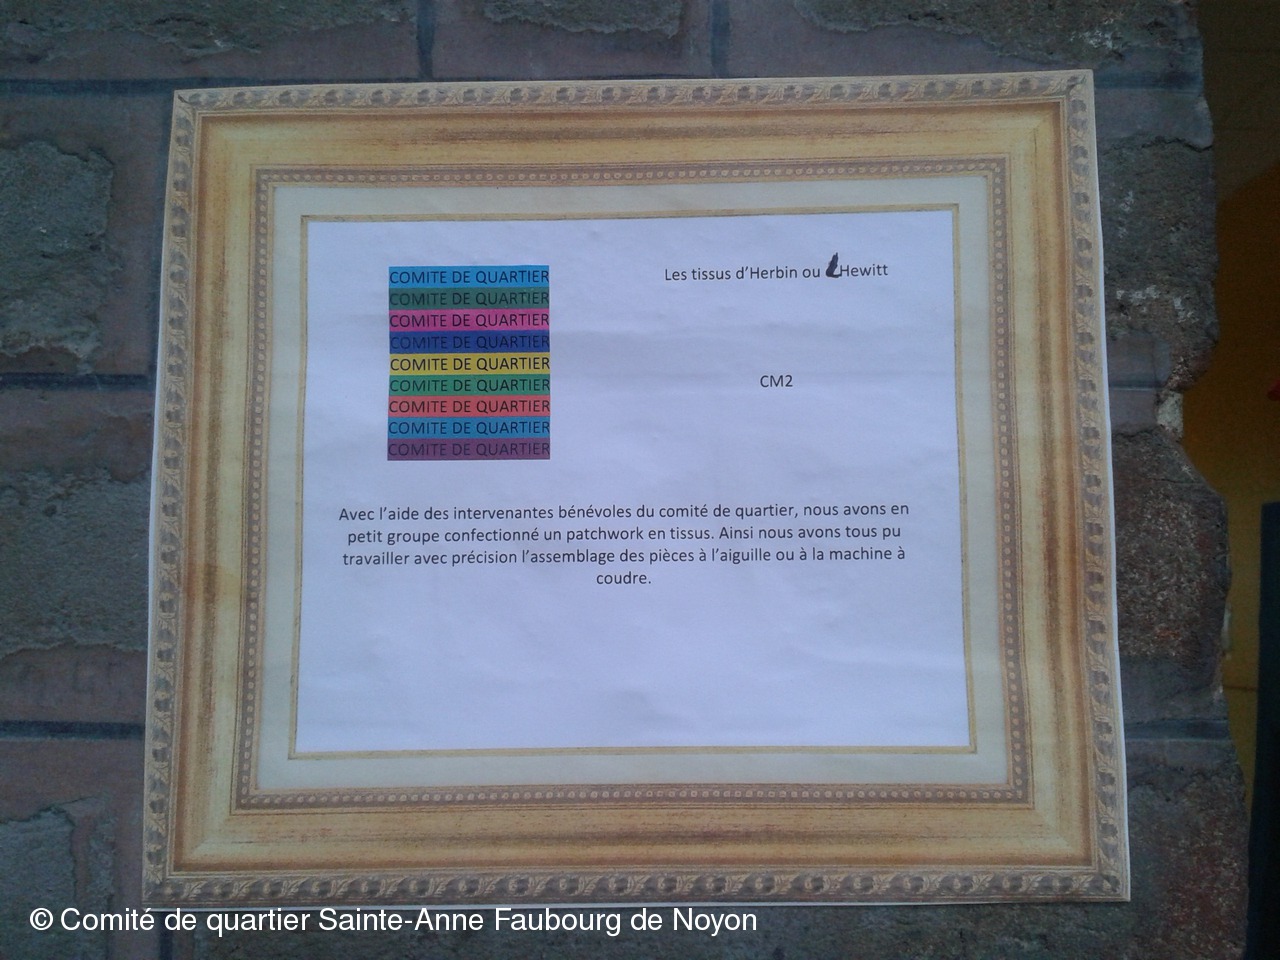 COMITE DE QUARTIER
COMITE DE QUARTIER
COMITE DE QUARTIER
COMITE DE QUARTIER
COMITE DE QUARTIER
COMITE DE QUARTIER
COMITE DE QUARTIER
COMITE DE QUARTIER
COMITE DE QUARTIER
Les tissus d'Herbin ou Hewitt
CM2
Avec l'aide des intervenantes bénévoles du comité de quartier, nous avons en
petit groupe confectionné un patchwork en tissus. Ainsi nous avons tous pu
travailler avec précision l'assemblage des pièces à l'aiguille ou à la machine à
coudre.
© Comité de quartier Sainte-Anne Faubourg de Noyon